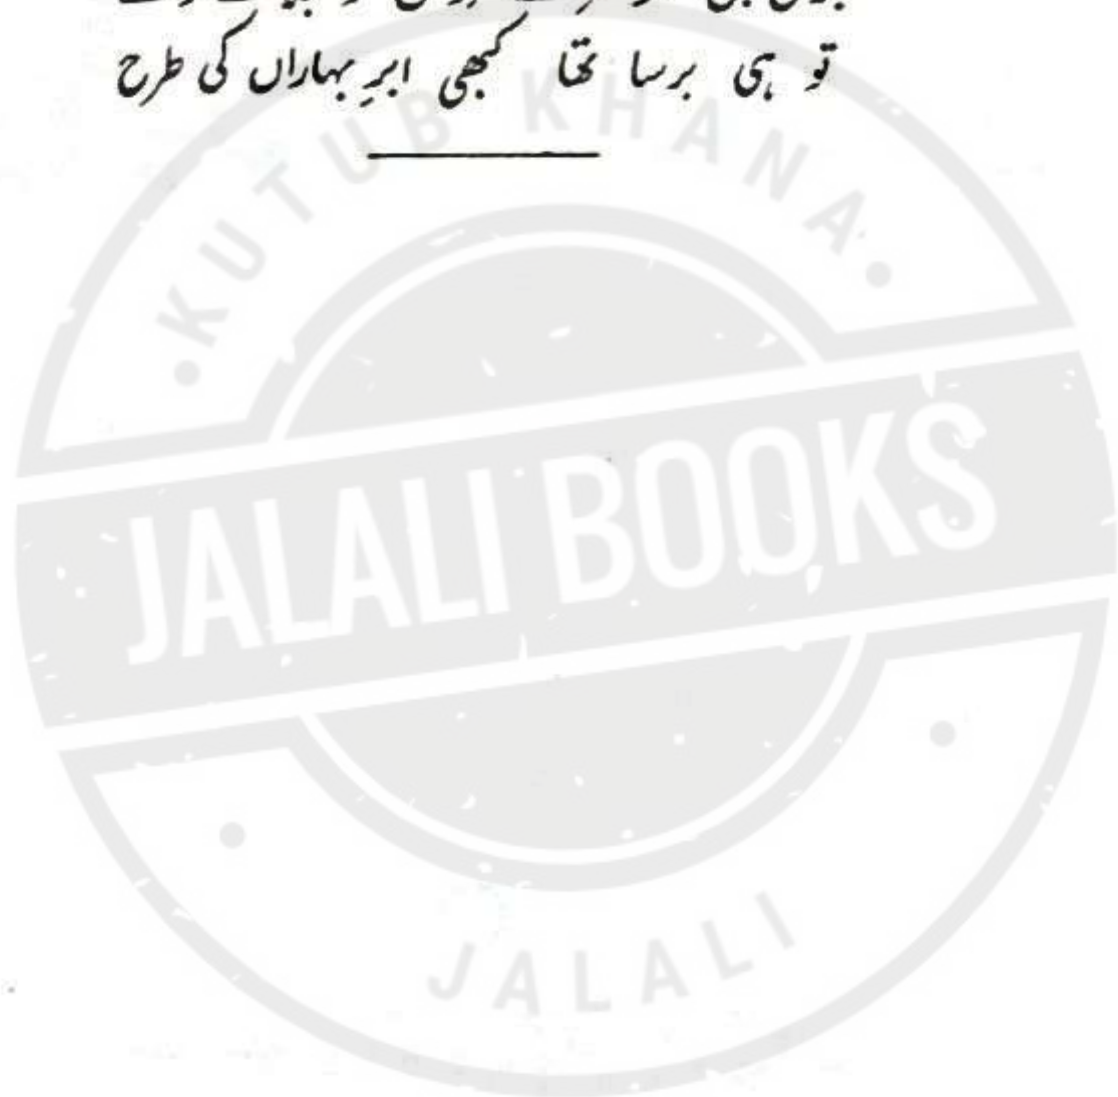 تو ہی برسا تھا کبھی ابرِ بہاراں کی طرح
KUTUB KHANA
JALALI BOOKS
JALALI